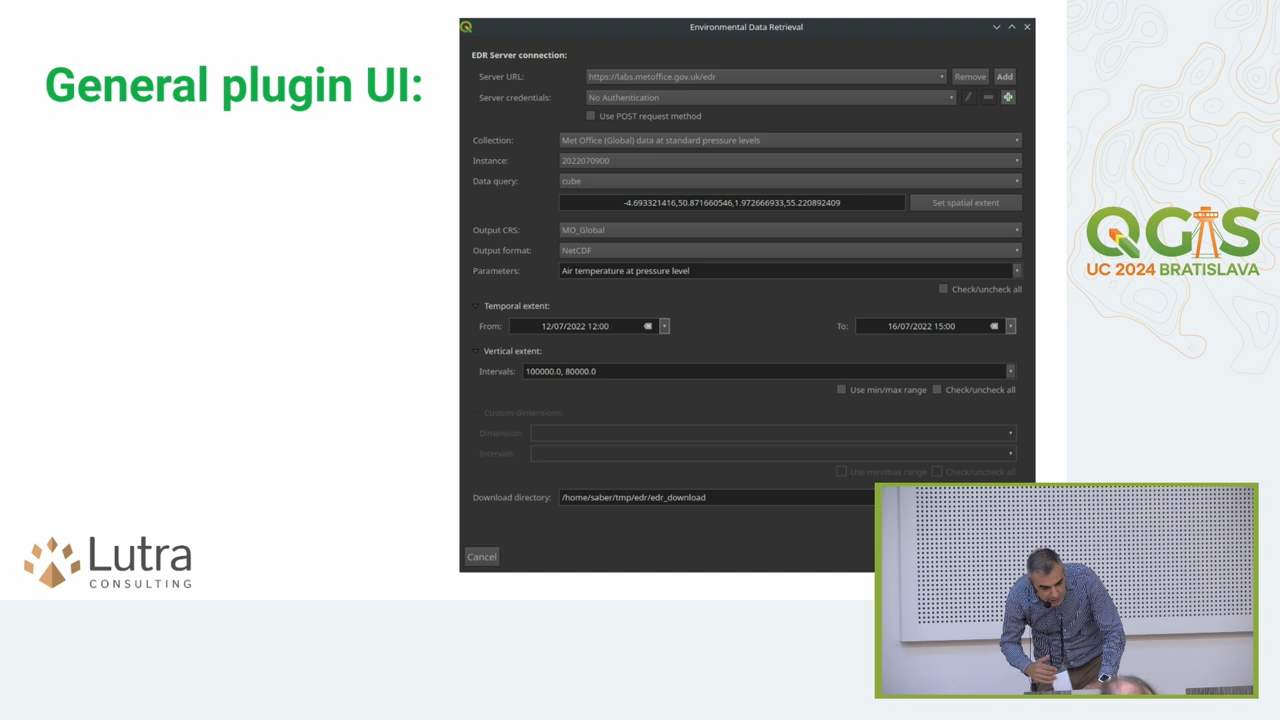 General plugin UI:
Environmental Data Retrieval
EDR Server connection:
Server URL: https://labs.metoffice.gov.uk/edr Remove Add
Server credentials: No Authentication
Use POST request method
Collection: Met Office (Global) data at standard pressure levels
Instance: 2022070900
Data query: cube
-4.693321416,50.871660546,1.972666933,55.220892409 Set spatial extent
Output CRS: MO_Global
Output format: NetCDF
Parameters: Air temperature at pressure level
Check/uncheck all
Temporal extent:
From: 12/07/2022 12:00 To: 16/07/2022 15:00
Vertical extent:
Intervals: 100000.0, 80000.0
Use min/max range Check/uncheck all
Custom dimensions:
Dimension:
Intervals:
Use min/max range Check/uncheck all
Download directory: /home/saber/tmp/edr/edr_download
Cancel
Lutra
CONSULTING
QGIS
UC 2024 BRATISLAVA